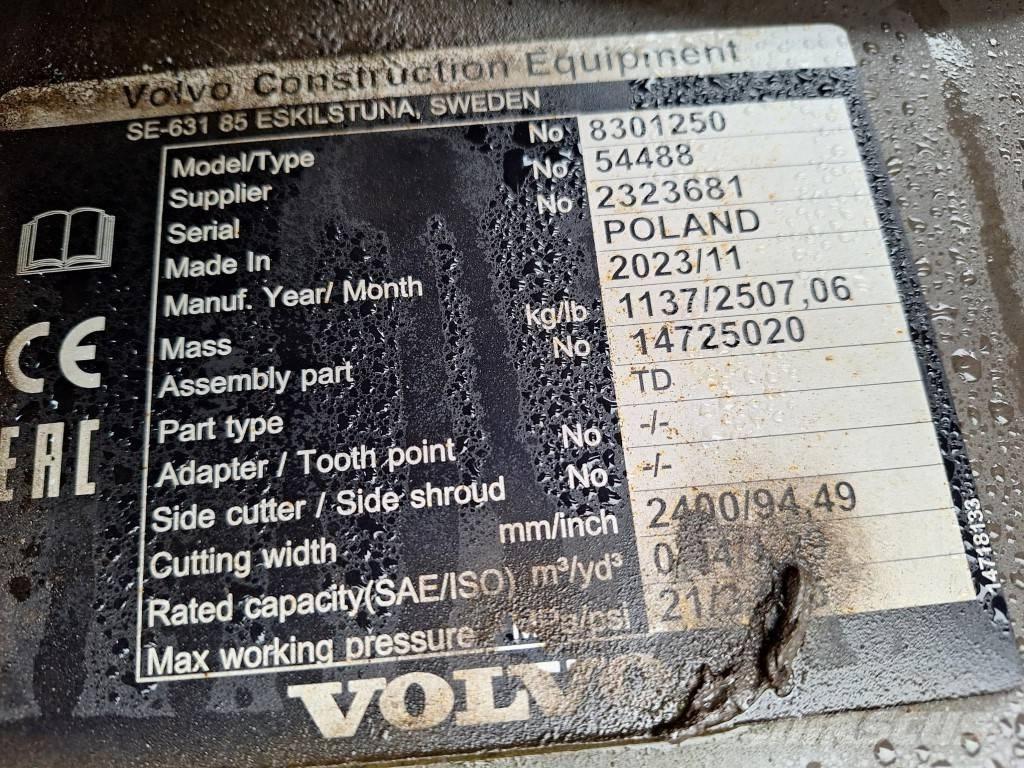 Volvo Construction Equipment
SE-631 85 ESKILSTUNA, SWEDEN
Model/Type No 8301250
Supplier No 54488
Serial No 2323681
Made In POLAND
Manuf. Year/ Month 2023/11
Mass kg/lb 1137/2507,06
Assembly part No 14725020
Part type TD
Adapter / Tooth point No -/-
Side cutter / Side shroud No -/-
Cutting width mm/inch 2400/94,49
Rated capacity(SAE/ISO) m³/yd³
Max working pressure
VOLVO
14718133
CE
EAC